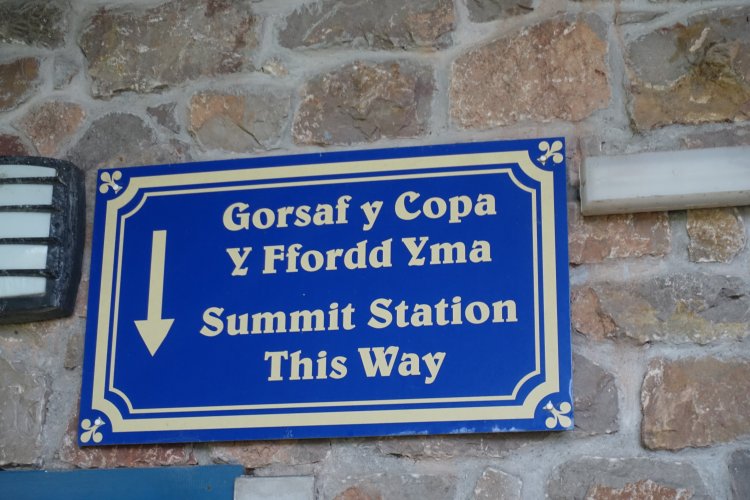 Gorsaf y Copa
Y Ffordd Yma
Summit Station
This Way